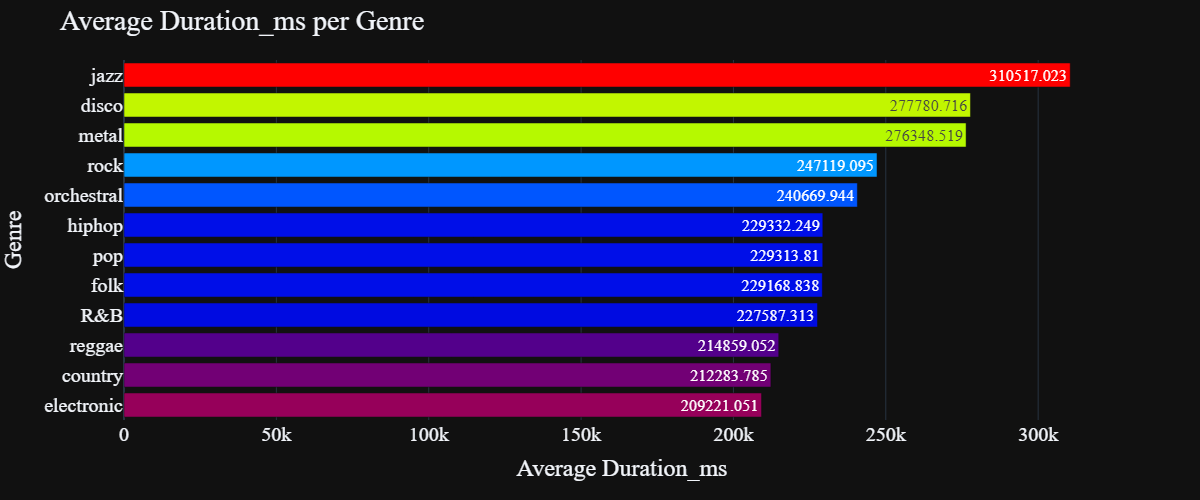 Average Duration_ms per Genre
Genre
jazz 310517.023
disco 277780.716
metal 276348.519
rock 247119.095
orchestral 240669.944
hiphop 229332.249
pop 229313.81
folk 229168.838
R&B 227587.313
reggae 214859.052
country 212283.785
electronic 209221.051
0 50k 100k 150k 200k 250k 300k
Average Duration_ms